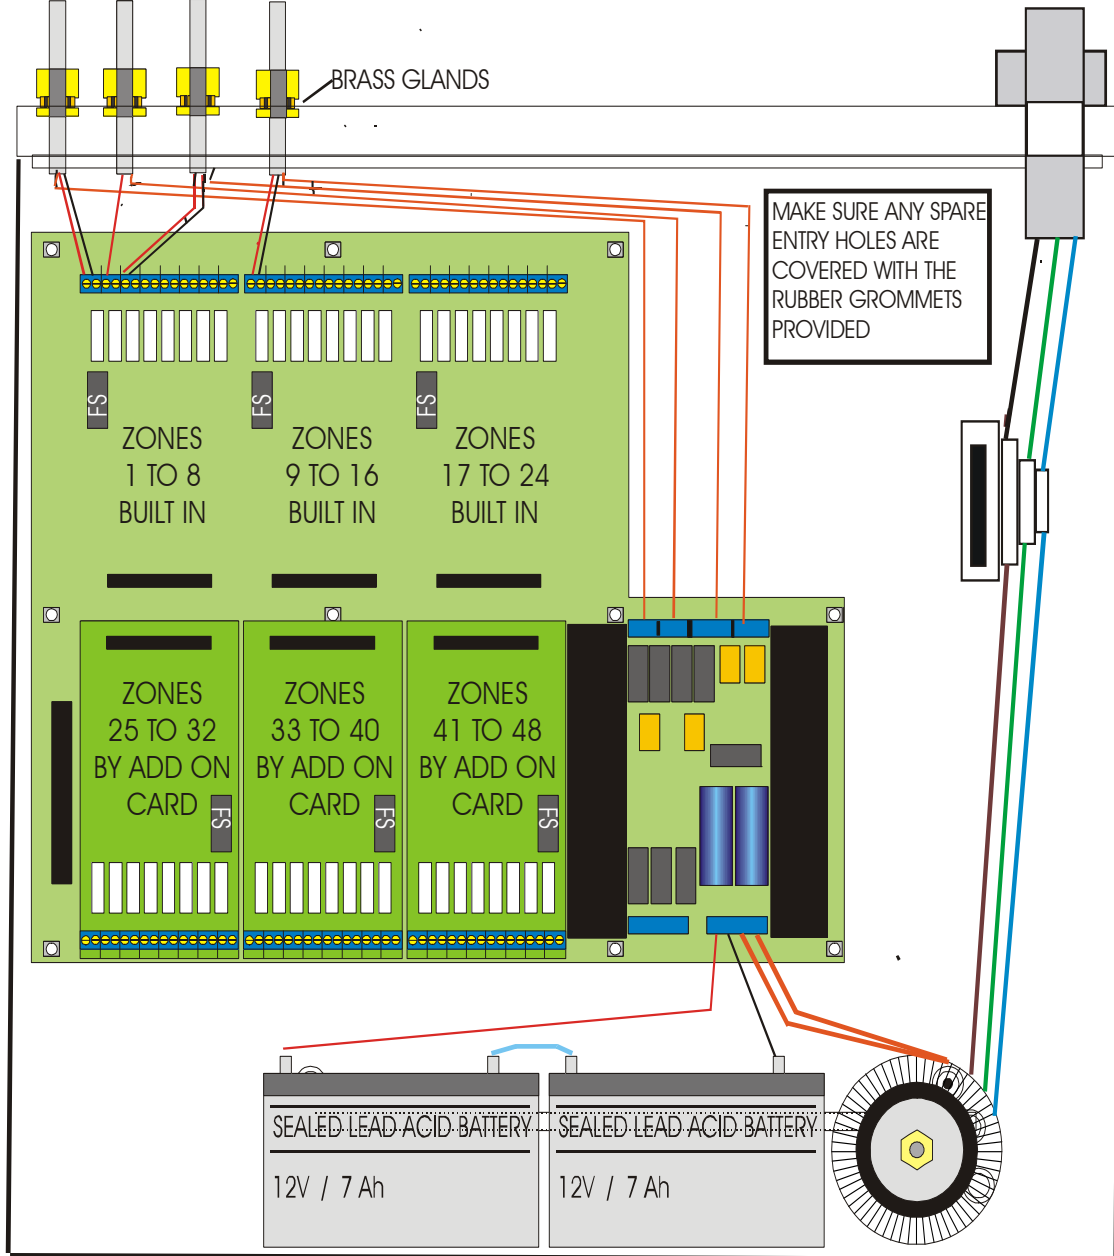 BRASS GLANDS
MAKE SURE ANY SPARE
ENTRY HOLES ARE
COVERED WITH THE
RUBBER GROMMETS
PROVIDED
FS
FS
FS
ZONES
1 TO 8
BUILT IN
ZONES
9 TO 16
BUILT IN
ZONES
17 TO 24
BUILT IN
ZONES
25 TO 32
BY ADD ON
CARD
FS
ZONES
33 TO 40
BY ADD ON
CARD
FS
ZONES
41 TO 48
BY ADD ON
CARD
FS
SEALED LEAD ACID BATTERY
12V / 7 Ah
SEALED LEAD ACID BATTERY
12V / 7 Ah